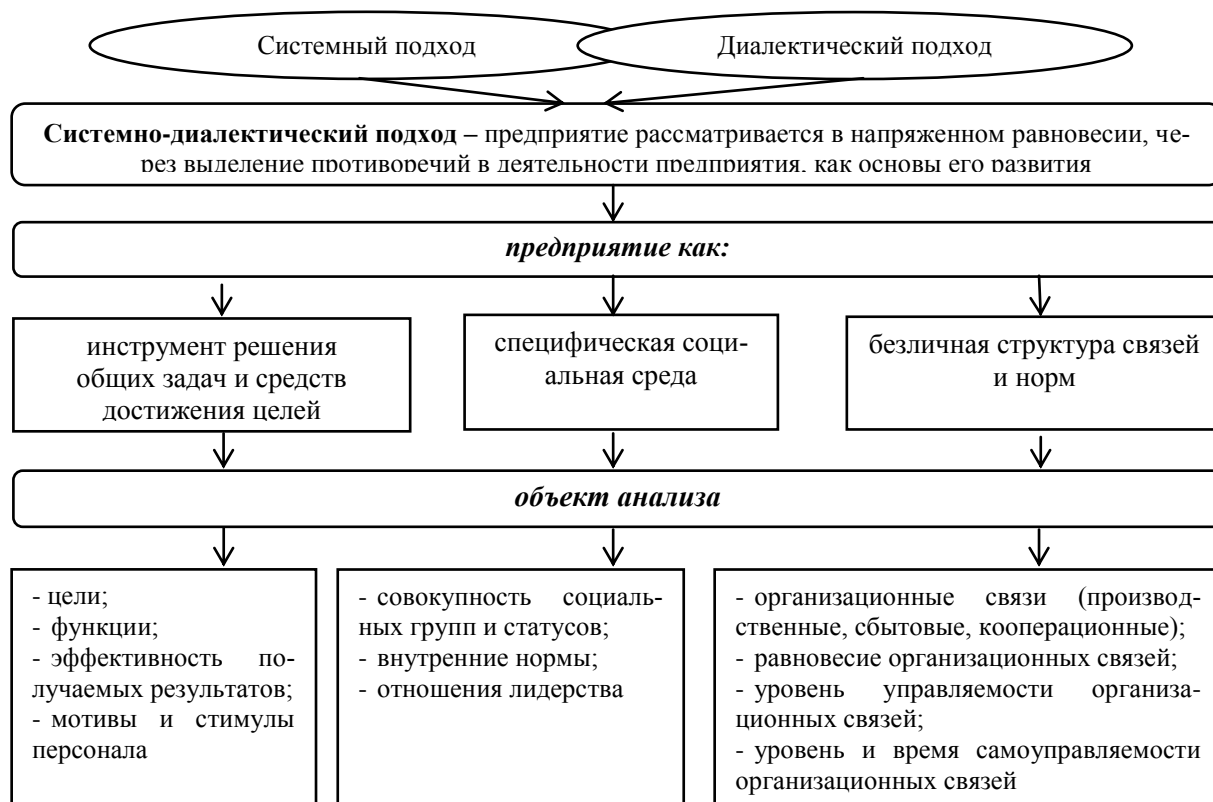 Системный подход
Диалектический подход
Системно-диалектический подход – предприятие рассматривается в напряженном равновесии, че-
рез выделение противоречий в деятельности предприятия, как основы его развития
предприятие как:
инструмент решения
общих задач и средств
достижения целей
специфическая соци-
альная среда
безличная структура связей
и норм
объект анализа
- цели;
- функции;
- эффективность по-
лучаемых результатов;
- мотивы и стимулы
персонала
- совокупность социаль-
ных групп и статусов;
- внутренние нормы;
- отношения лидерства
- организационные связи (производ-
ственные, сбытовые, кооперационные);
- равновесие организационных связей;
- уровень управляемости организа-
ционных связей;
- уровень и время самоуправляемости
организационных связей